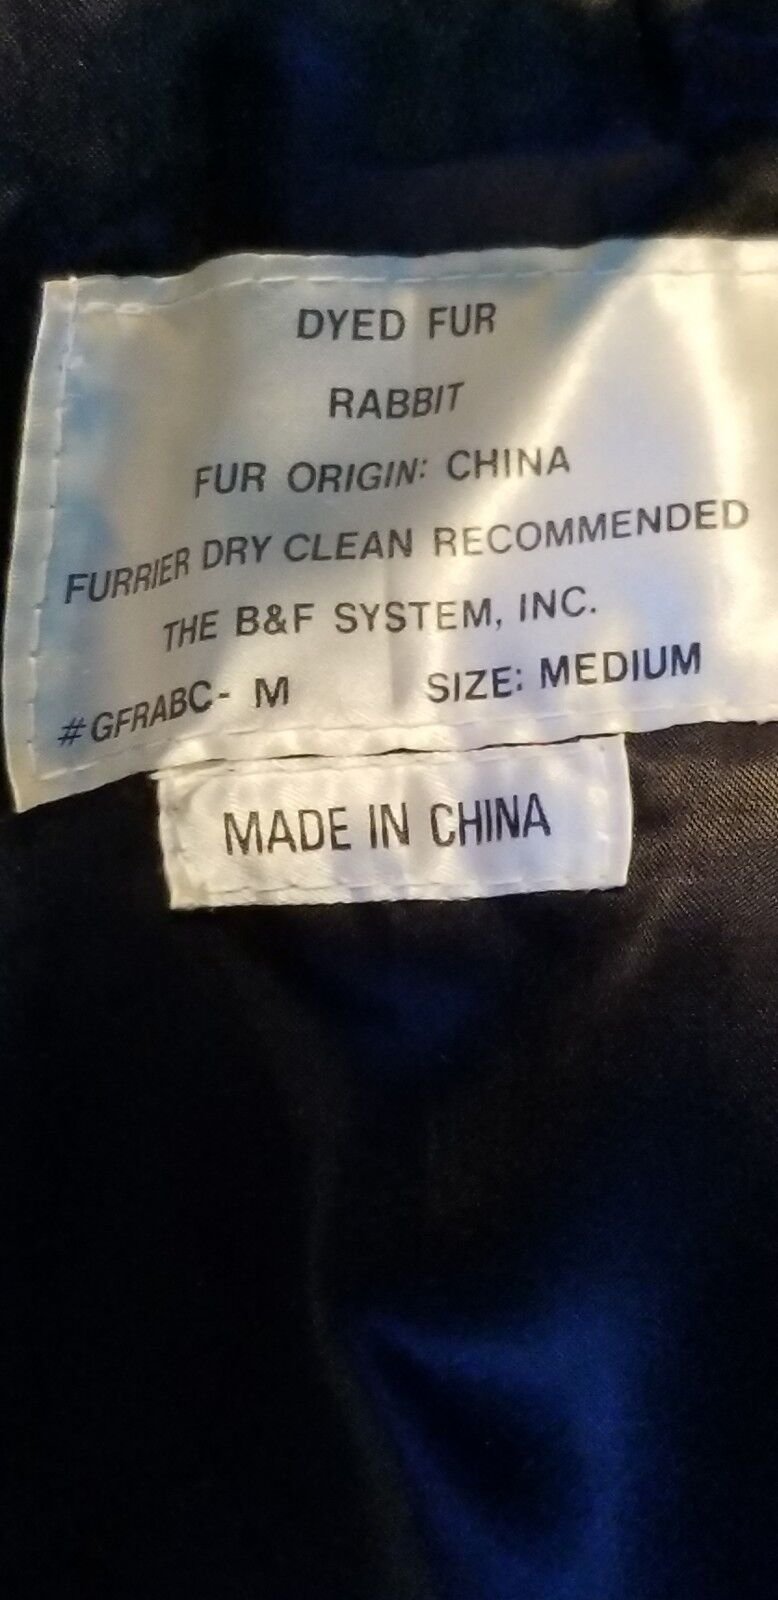 DYED FUR
RABBIT
FUR ORIGIN: CHINA
FURRIER DRY CLEAN RECOMMENDED
THE B&F SYSTEM, INC.
#GFRABC- M SIZE: MEDIUM
MADE IN CHINA